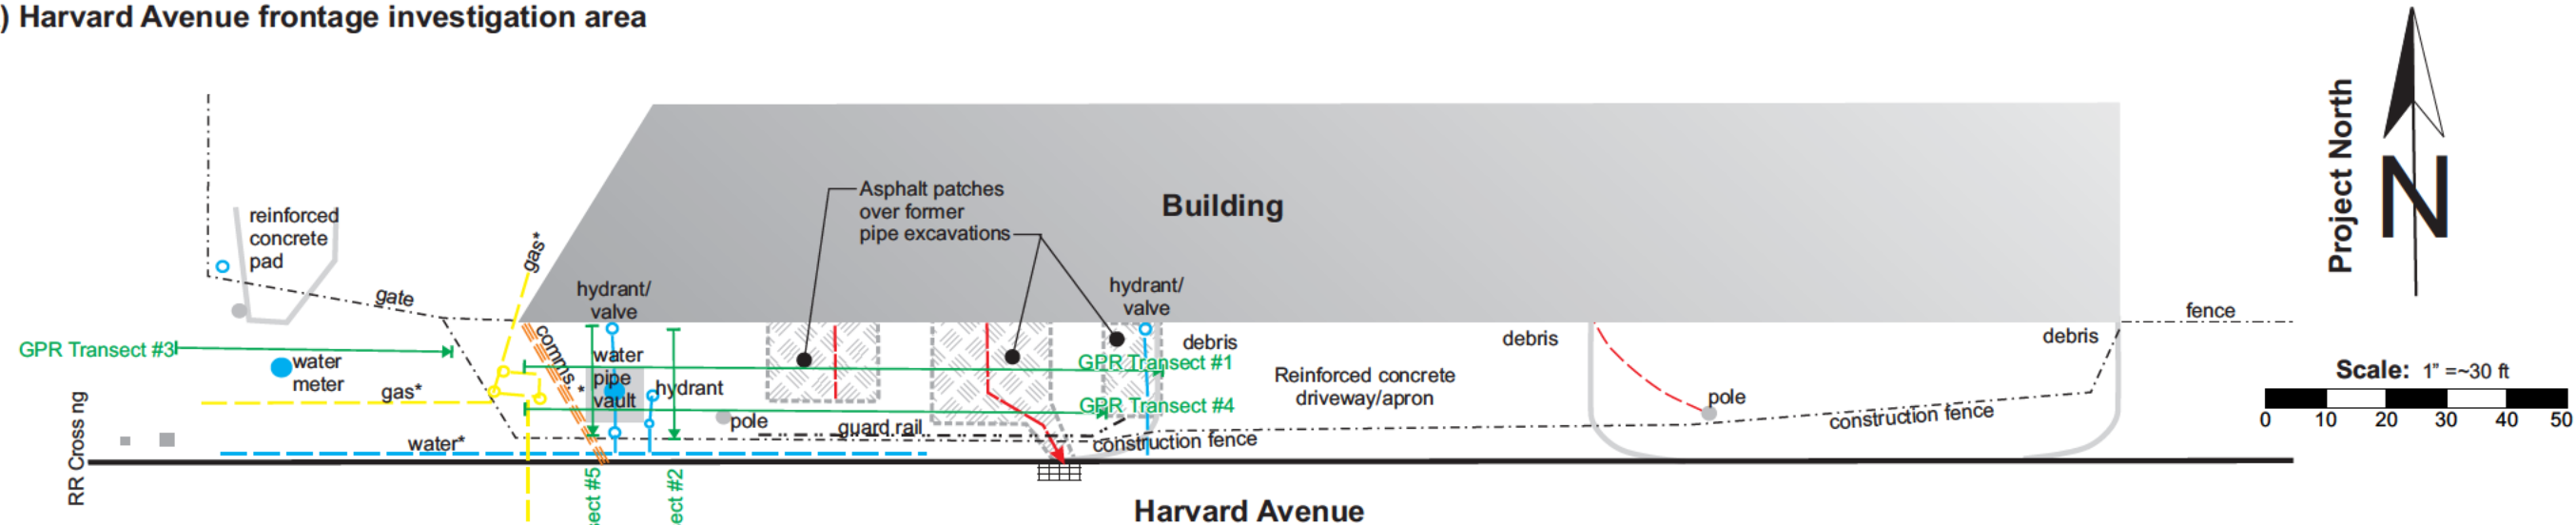 ) Harvard Avenue frontage investigation area
Project North
N
Asphalt patches
over former
pipe excavations
Building
reinforced
concrete
pad
gas*
gate
hydrant/
valve
hydrant/
valve
fence
GPR Transect #3
comms.*
water
pipe
vault
debris
debris
debris
GPR Transect #1
water
meter
Scale: 1" =~30 ft
Reinforced concrete
driveway/apron
gas*
hydrant
GPR Transect #4
pole
pole
construction fence
0 10 20 30 40 50
RR Cross ng
water*
guard rail
construction fence
sect #5
ect #2
Harvard Avenue